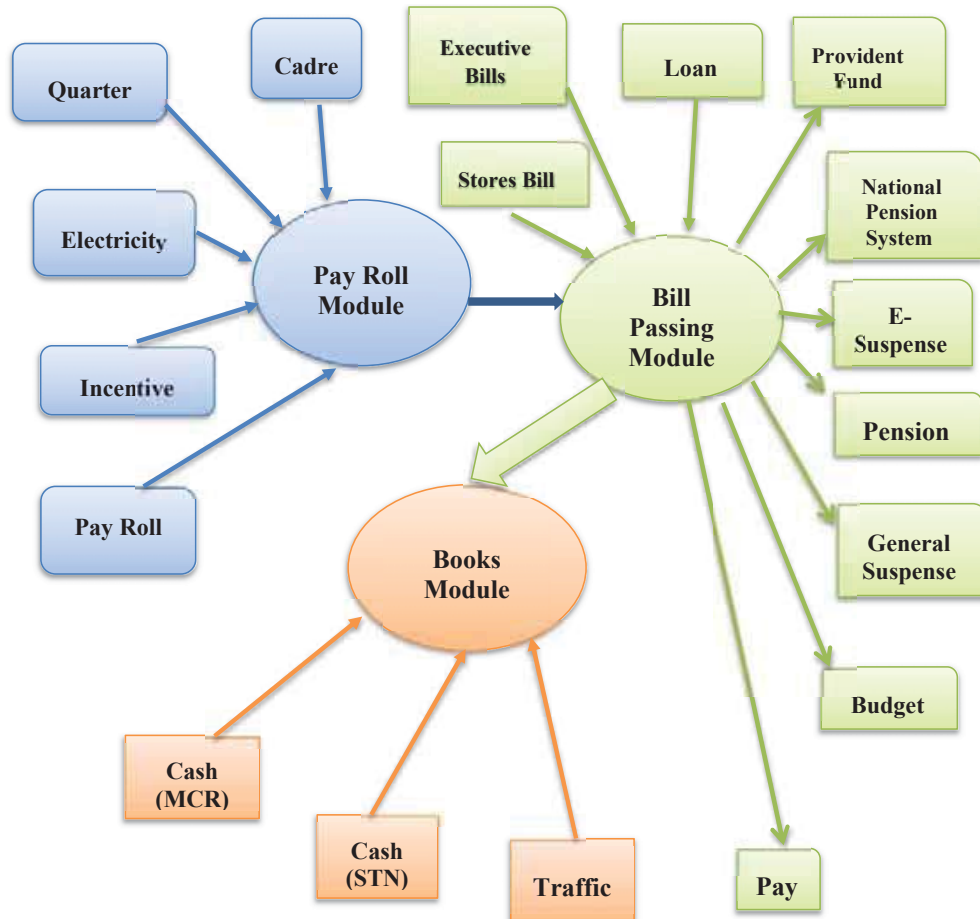 Quarter
Cadre
Executive
Bills
Loan
Provident
Fund
Stores Bill
National
Pension
System
Electricity
Pay Roll
Module
Bill
Passing
Module
E-
Suspense
Incentive
Pension
Pay Roll
General
Suspense
Books
Module
Budget
Cash
(MCR)
Cash
(STN)
Traffic
Pay